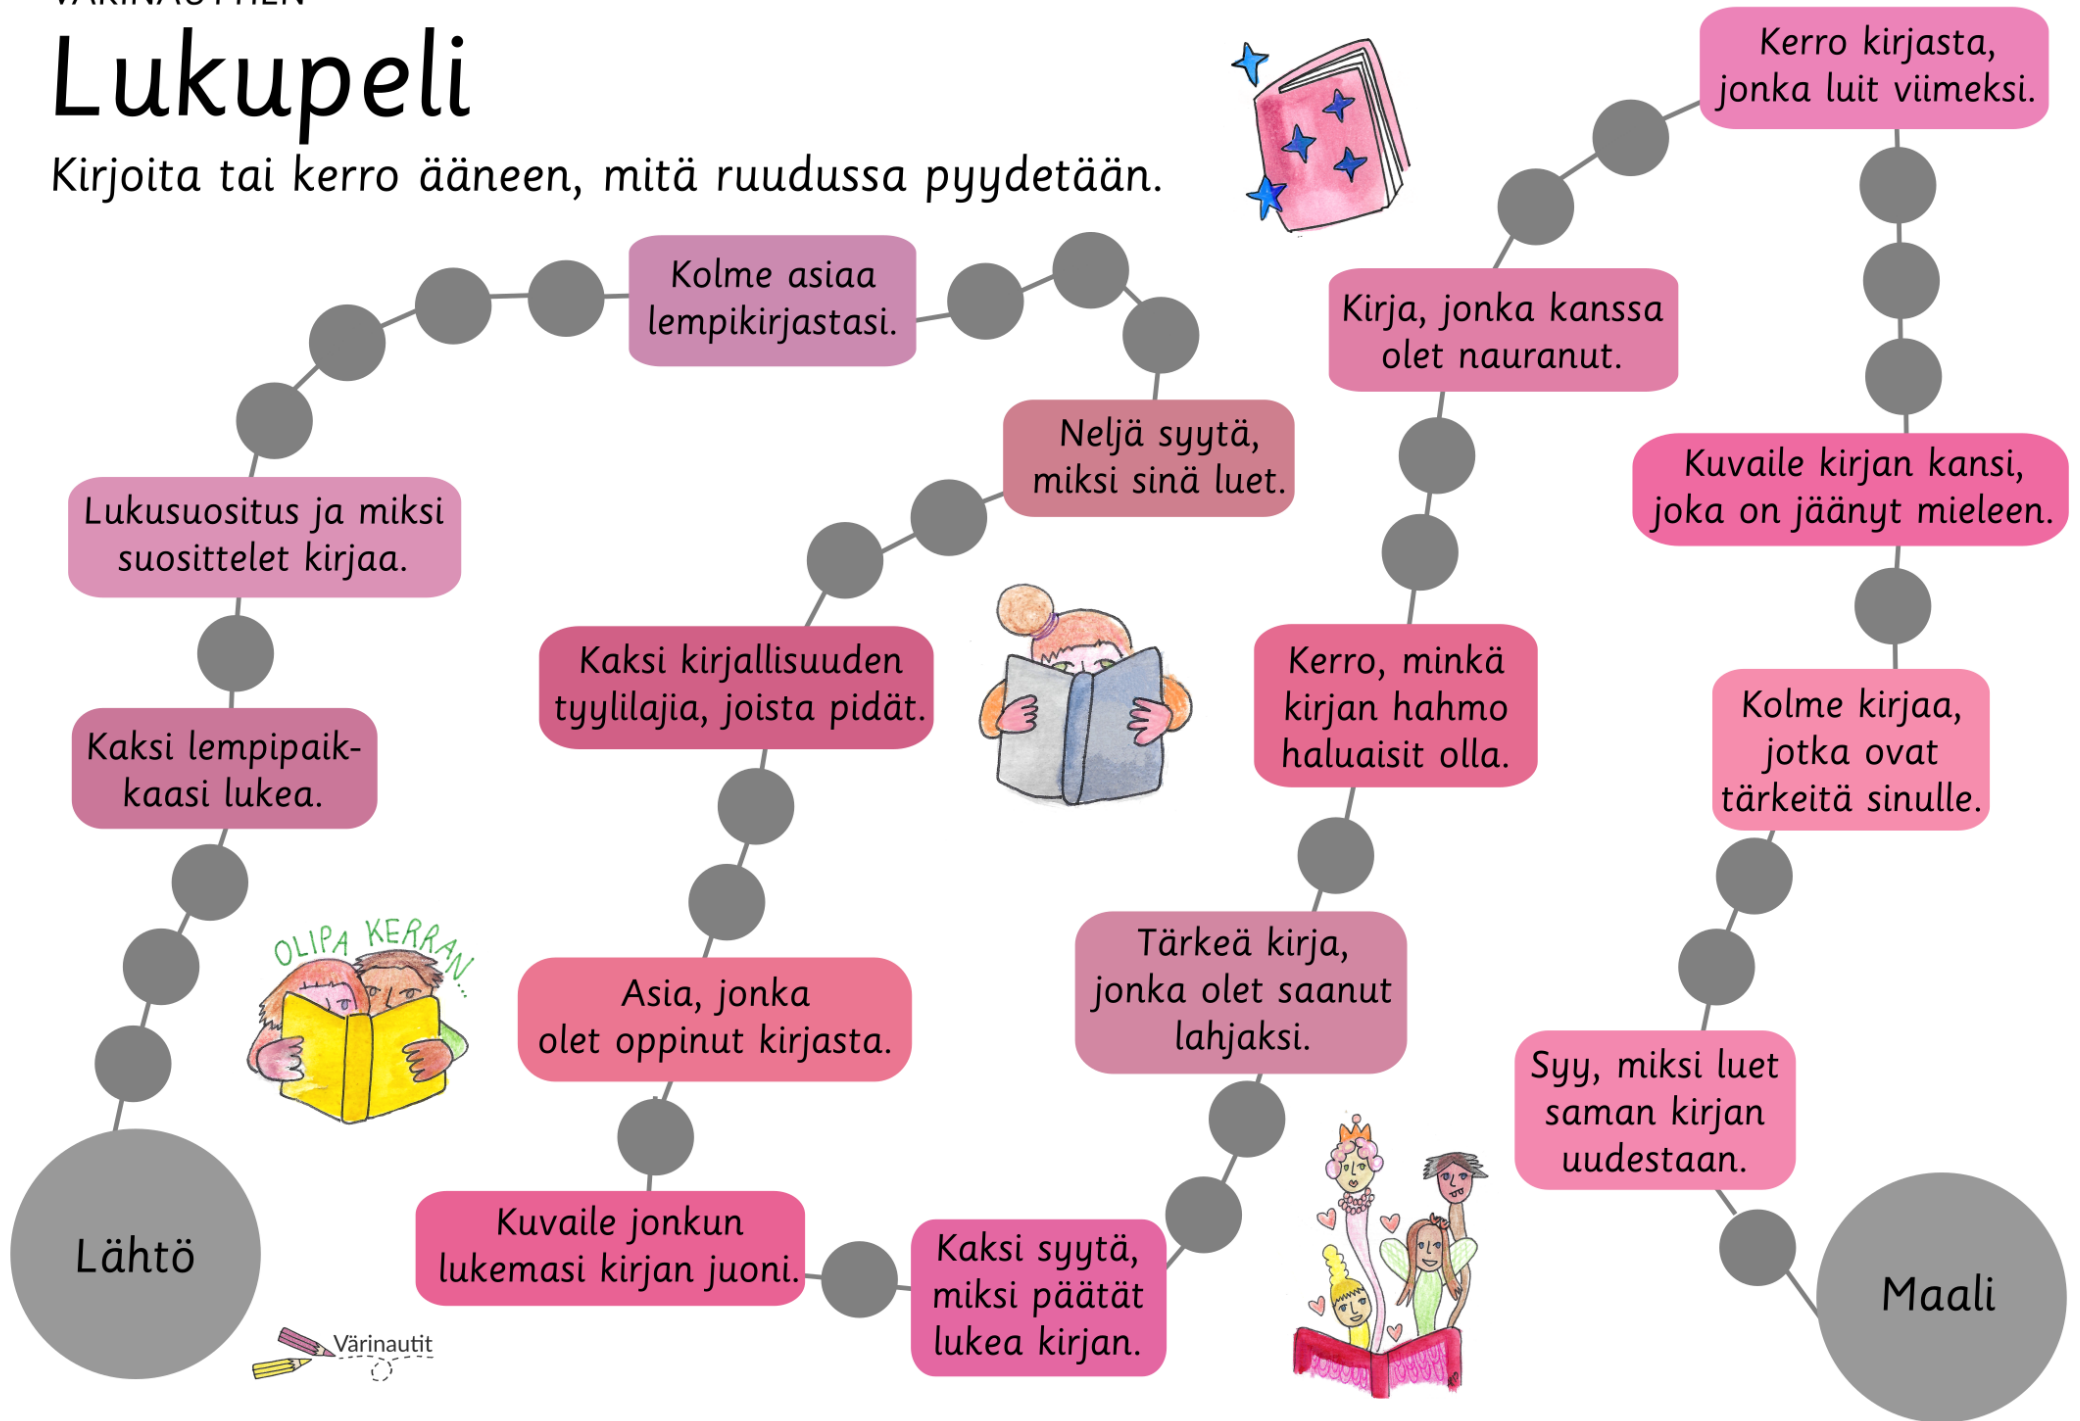 Lukupeli
Kirjoita tai kerro ääneen, mitä ruudussa pyydetään.
Lähtö
Kaksi lempipaik-
kaasi lukea.
Lukusuositus ja miksi
suosittelet kirjaa.
Kolme asiaa
lempikirjastasi.
Neljä syytä,
miksi sinä luet.
Kaksi kirjallisuuden
tyylilajia, joista pidät.
Asia, jonka
olet oppinut kirjasta.
Kuvaile jonkun
lukemasi kirjan juoni.
Kaksi syytä,
miksi päätät
lukea kirjan.
Tärkeä kirja,
jonka olet saanut
lahjaksi.
Kerro, minkä
kirjan hahmo
haluaisit olla.
Kirja, jonka kanssa
olet nauranut.
Kerro kirjasta,
jonka luit viimeksi.
Kuvaile kirjan kansi,
joka on jäänyt mieleen.
Kolme kirjaa,
jotka ovat
tärkeitä sinulle.
Syy, miksi luet
saman kirjan
uudestaan.
Maali
OLIPA KERRAN...
Värinautit